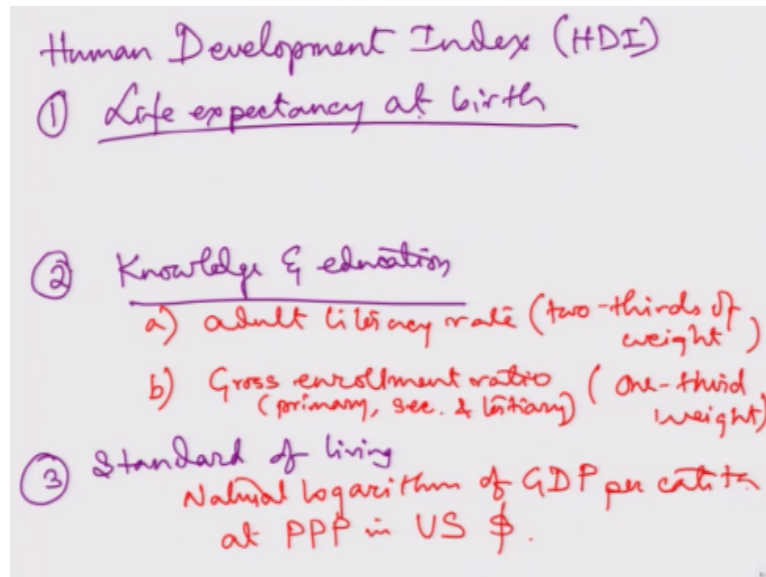 Human Development Index (HDI)
① Life expectancy at birth
② Knowledge & education
a) adult literacy rate (two-thirds of weight)
b) Gross enrollment ratio (one-third weight)
(primary, sec. & tertiary)
③ Standard of living
Natural logarithm of GDP per capita
at PPP in US $.